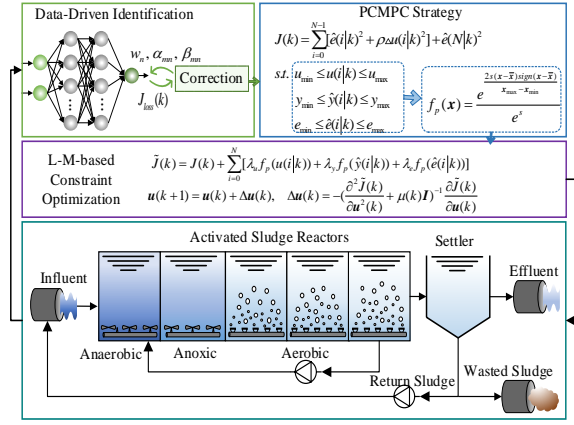 Data-Driven Identification
w_n, α_mn, β_mn
J_loss(k)
Correction
PCMPC Strategy
J(k) = ∑_{i=0}^{N-1}[ê(i|k)² + ρΔu(i|k)²] + ê(N|k)²
s.t. u_min ≤ u(i|k) ≤ u_max
y_min ≤ ŷ(i|k) ≤ y_max
e_min ≤ ê(i|k) ≤ e_max
f_p(x) = e^{2s(x-x̄)sign(x-x̄)/(x_max-x_min)}/e^s
L-M-based
Constraint
Optimization
J̃(k) = J(k) + ∑_{i=0}^{N}[λ_u f_p(u(i|k)) + λ_y f_p(ŷ(i|k)) + λ_e f_p(ê(i|k))]
u(k+1) = u(k) + Δu(k), Δu(k) = -(∂²J̃(k)/∂u²(k) + μ(k)I)⁻¹ ∂J̃(k)/∂u(k)
Activated Sludge Reactors
Settler
Influent
Effluent
Anaerobic
Anoxic
Aerobic
Return Sludge
Wasted Sludge